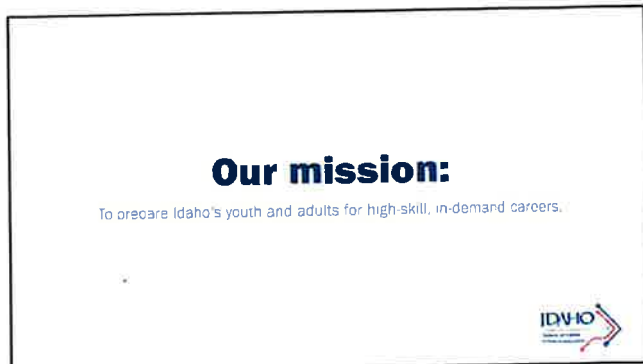 Our mission:
To prepare Idaho's youth and adults for high-skill, in-demand careers.
IDAHO